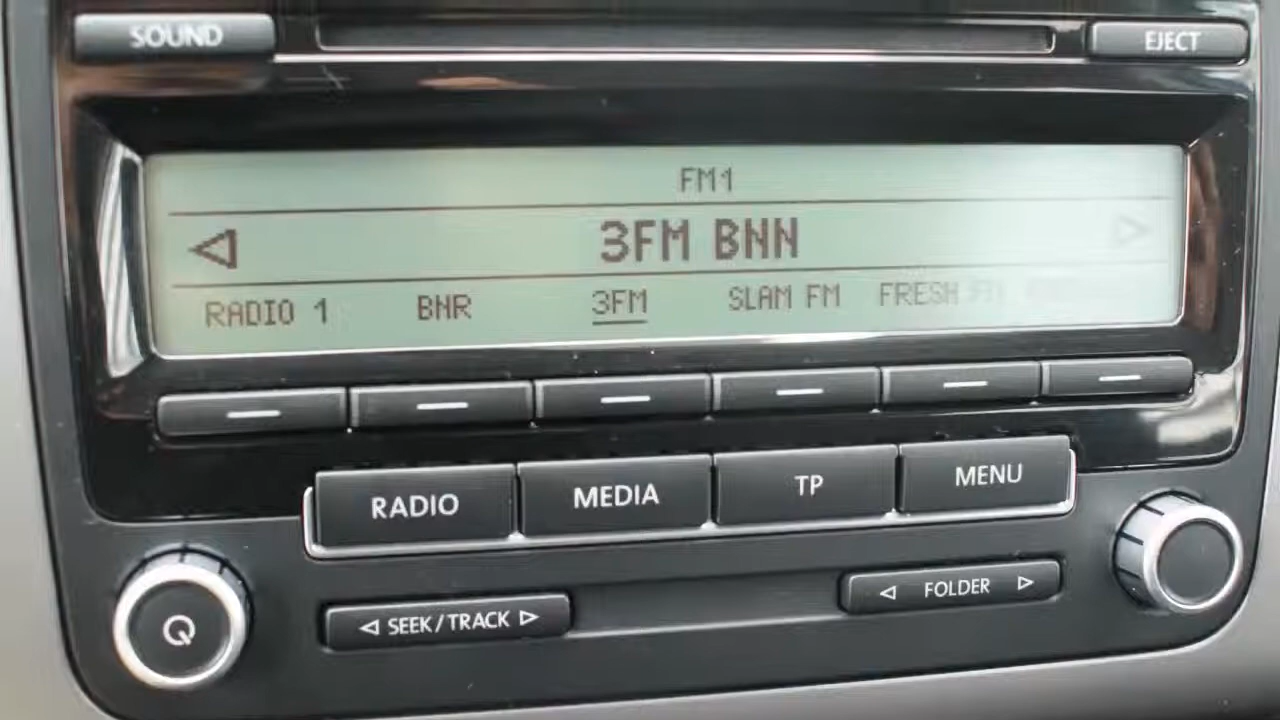 SOUND EJECT
FM1
3FM BNN
RADIO 1 BNR 3FM SLAM FM FRESH FM
RADIO MEDIA TP MENU
SEEK/TRACK FOLDER